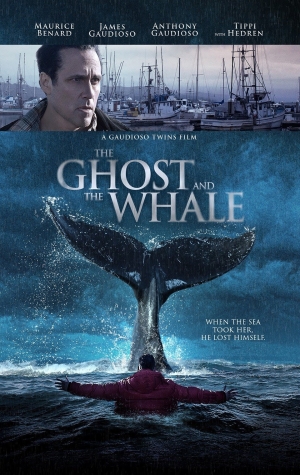 MAURICE BENARD
JAMES GAUDIOSO
ANTHONY GAUDIOSO
WITH TIPPI HEDREN
A GAUDIOSO TWINS FILM
THE
GHOST AND
THE WHALE
WHEN THE SEA
TOOK HER,
HE LOST HIMSELF.